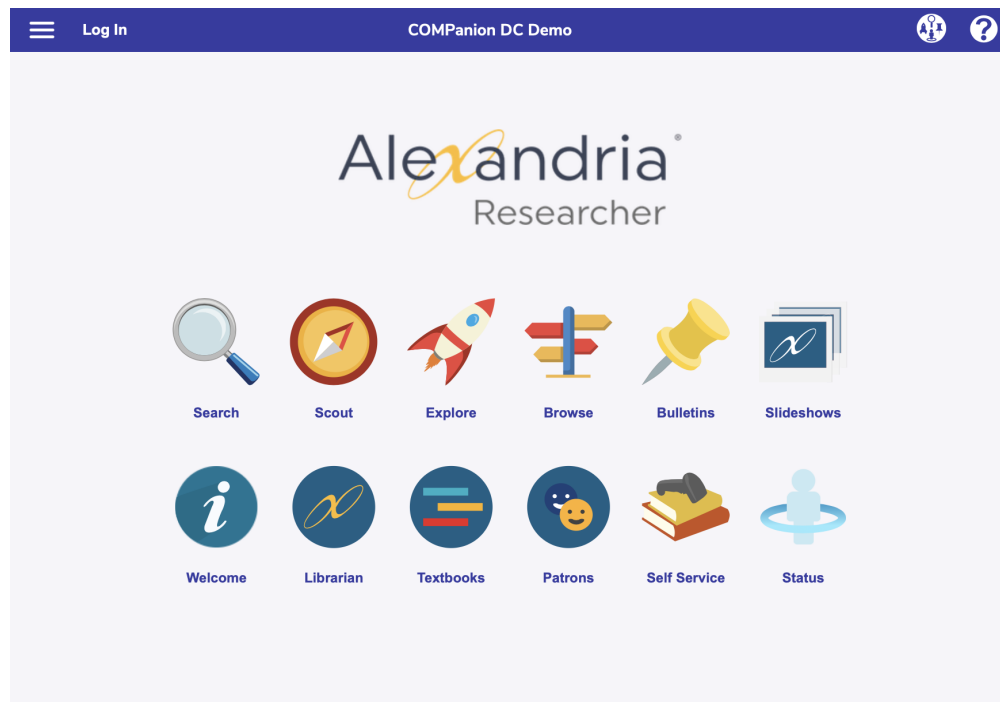 Log In
COMPanion DC Demo
Alexandria®
Researcher
Search
Scout
Explore
Browse
Bulletins
Slideshows
Welcome
Librarian
Textbooks
Patrons
Self Service
Status